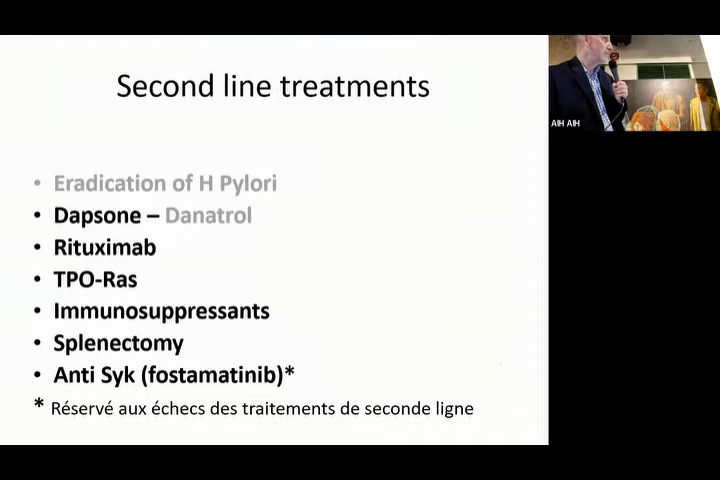 Second line treatments
• Eradication of H Pylori
• Dapsone – Danatrol
• Rituximab
• TPO-Ras
• Immunosuppressants
• Splenectomy
• Anti Syk (fostamatinib)*
* Réservé aux échecs des traitements de seconde ligne
AIH AIH